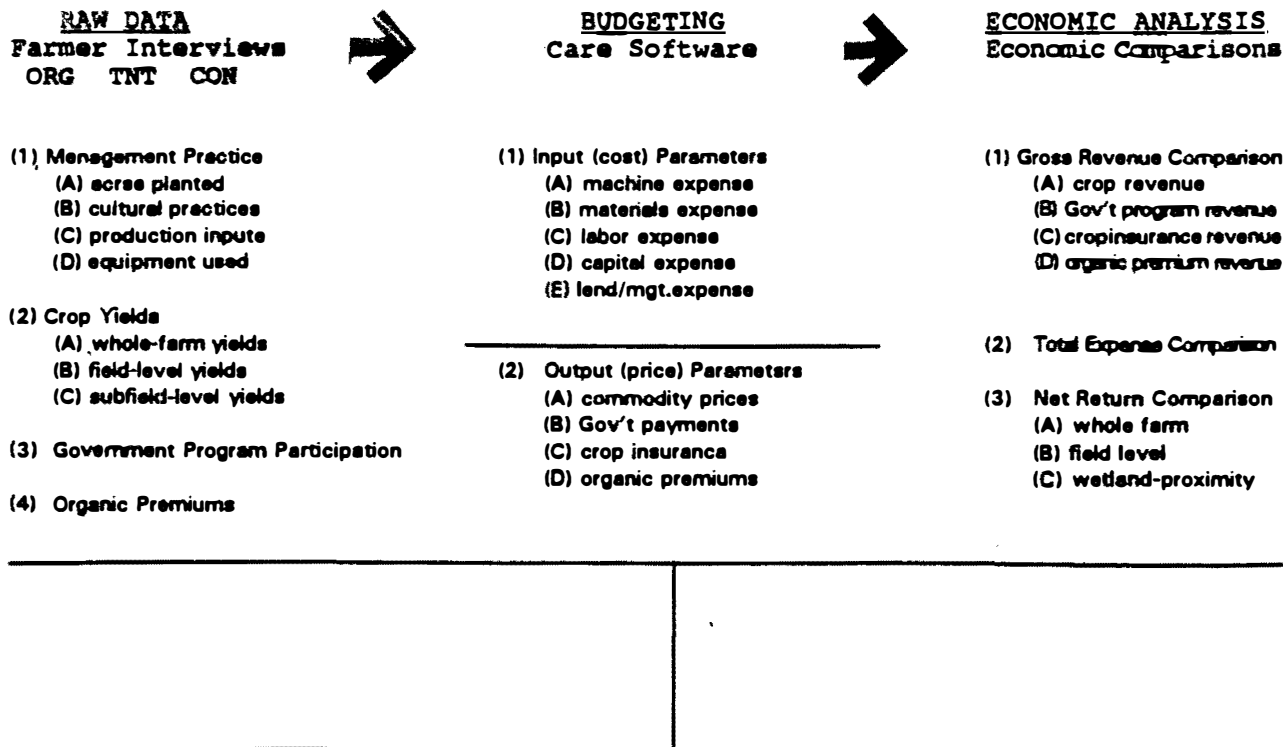 RAW DATA
Farmer Interviews
ORG TNT CON
(1) Management Practice
(A) acres planted
(B) cultural practices
(C) production inputs
(D) equipment used
(2) Crop Yields
(A) whole-farm yields
(B) field-level yields
(C) subfield-level yields
(3) Government Program Participation
(4) Organic Premiums
BUDGETING
Care Software
(1) Input (cost) Parameters
(A) machine expense
(B) materials expense
(C) labor expense
(D) capital expense
(E) land/mgt.expense
(2) Output (price) Parameters
(A) commodity prices
(B) Gov't payments
(C) crop insurance
(D) organic premiums
ECONOMIC ANALYSIS
Economic Comparisons
(1) Gross Revenue Comparison
(A) crop revenue
(B) Gov't program revenue
(C) cropinsurance revenue
(D) organic premium revenue
(2) Total Expense Comparison
(3) Net Return Comparison
(A) whole farm
(B) field level
(C) wetland-proximity